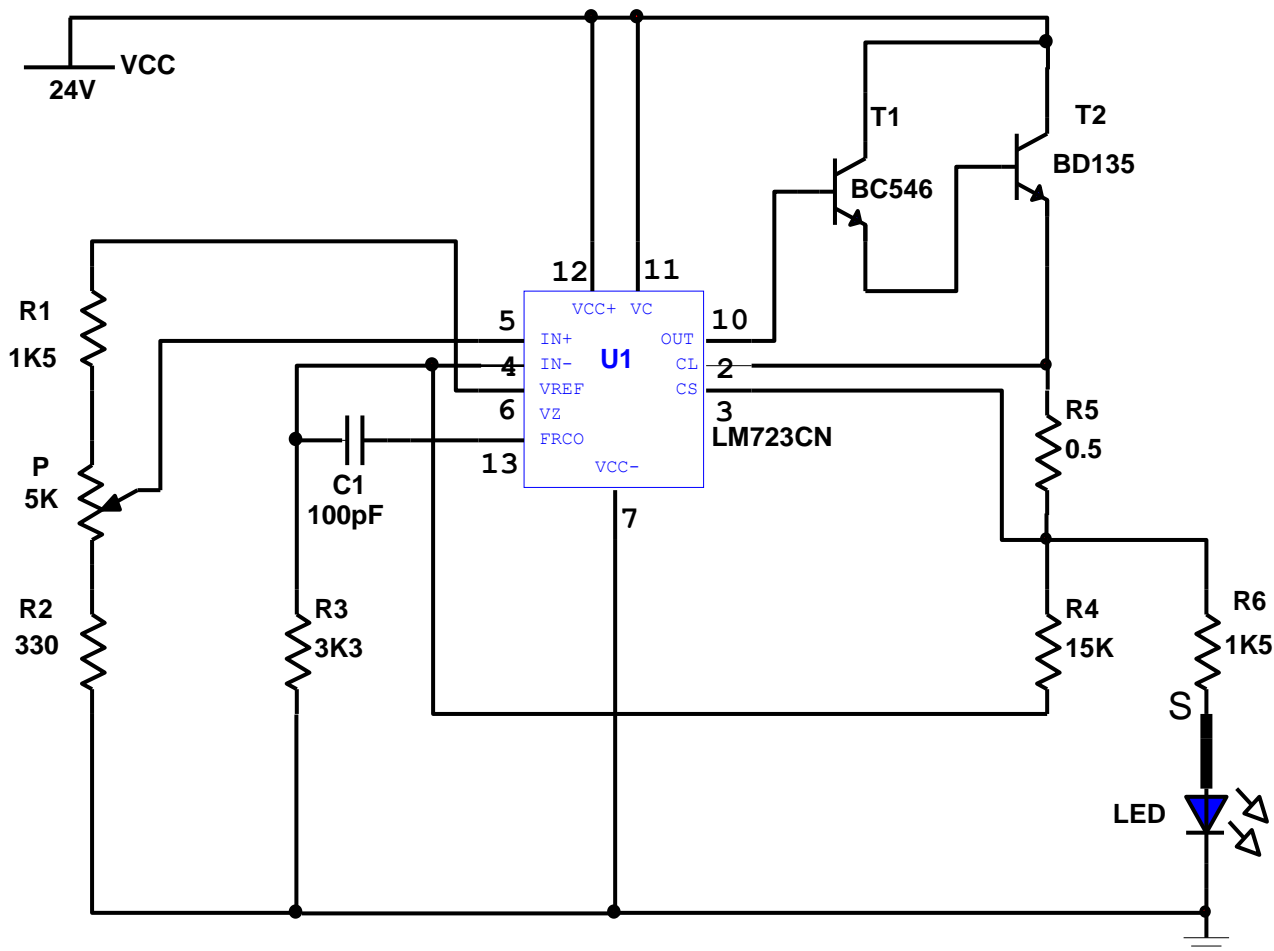 VCC
24V
T1
T2
BC546
BD135
12
11
VCC+ VC
R1
1K5
5
10
IN+
OUT
U1
4
IN-
CL
2
VREF
CS
6
VZ
3
FRCO
LM723CN
13
VCC-
R5
0.5
P
5K
C1
100pF
7
R2
330
R3
3K3
R4
15K
R6
1K5
S
LED